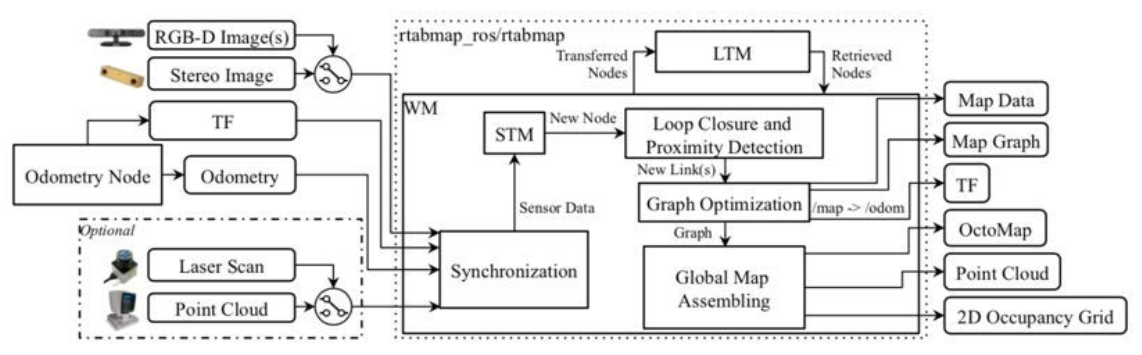 RGB-D Image(s)
Stereo Image
TF
Odometry Node
Odometry
Optional
Laser Scan
Point Cloud
rtabmap_ros/rtabmap
Transferred
Nodes
LTM
Retrieved
Nodes
WM
STM
New Node
Loop Closure and
Proximity Detection
New Link(s)
Graph Optimization
/map -> /odom
Sensor Data
Graph
Synchronization
Global Map
Assembling
Map Data
Map Graph
TF
OctoMap
Point Cloud
2D Occupancy Grid